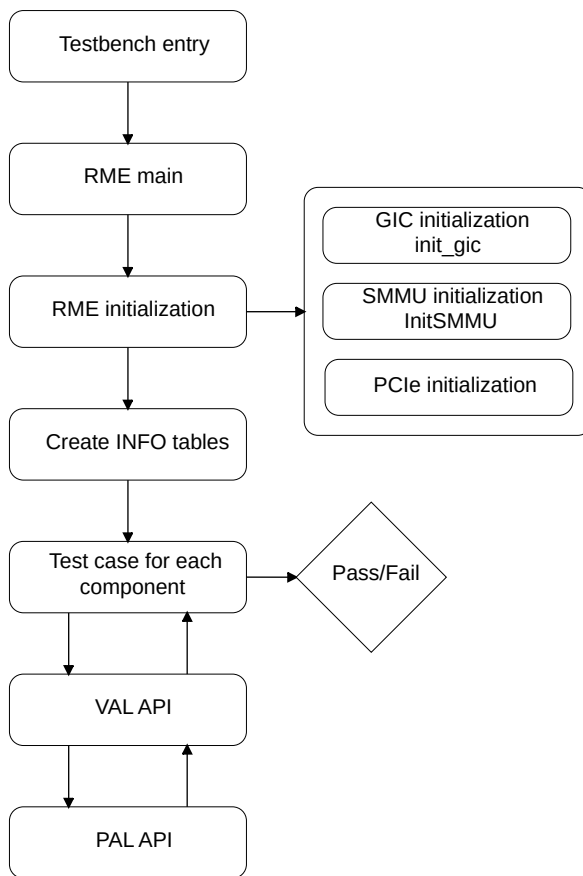 Testbench entry
RME main
RME initialization
GIC initialization
init_gic
SMMU initialization
InitSMMU
PCIe initialization
Create INFO tables
Test case for each
component
Pass/Fail
VAL API
PAL API